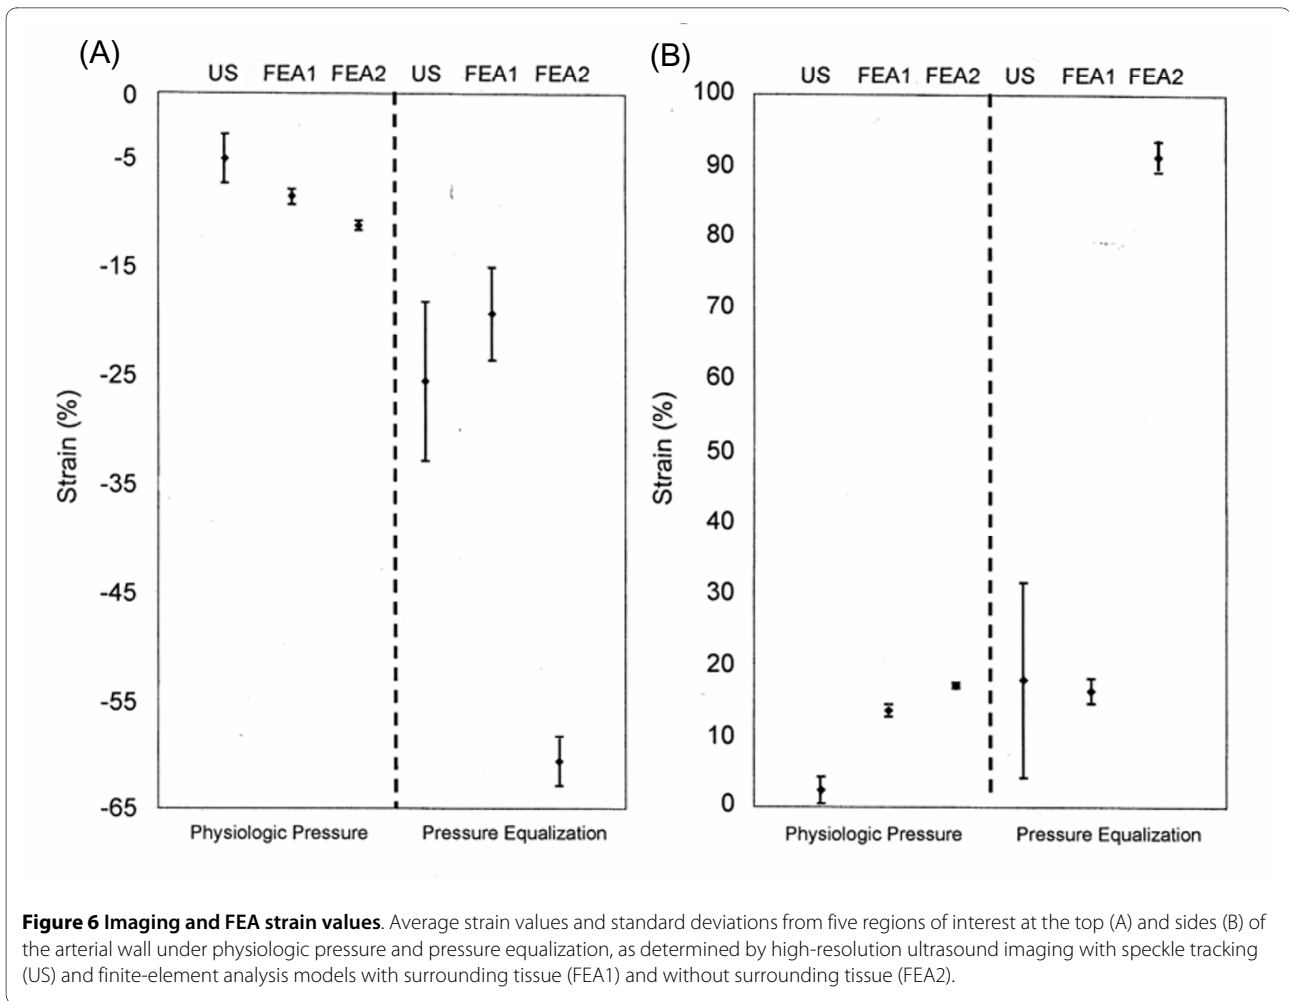 (A)
US FEA1 FEA2 US FEA1 FEA2
0
-5
-15
-25
-35
-45
-55
-65
Strain (%)
Physiologic Pressure Pressure Equalization
(B)
US FEA1 FEA2 US FEA1 FEA2
100
90
80
70
60
50
40
30
20
10
0
Strain (%)
Physiologic Pressure Pressure Equalization
Figure 6 Imaging and FEA strain values. Average strain values and standard deviations from five regions of interest at the top (A) and sides (B) of
the arterial wall under physiologic pressure and pressure equalization, as determined by high-resolution ultrasound imaging with speckle tracking
(US) and finite-element analysis models with surrounding tissue (FEA1) and without surrounding tissue (FEA2).